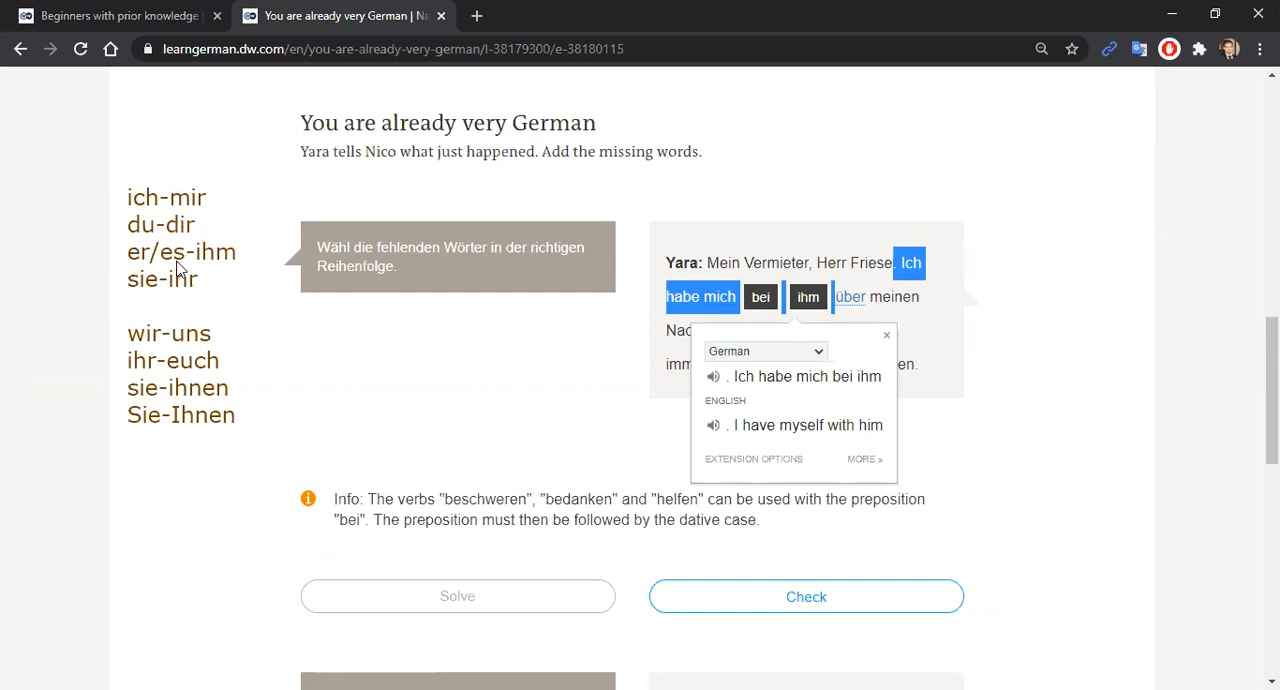 Beginners with prior knowledge
You are already very German | Na
learngerman.dw.com/en/you-are-already-very-german/l-38179300/e-38180115
You are already very German
Yara tells Nico what just happened. Add the missing words.
ich-mir
du-dir
er/es-ihm
sie-ihr
wir-uns
ihr-euch
sie-ihnen
Sie-Ihnen
Wähl die fehlenden Wörter in der richtigen
Reihenfolge.
Yara: Mein Vermieter, Herr Friese. Ich
habe mich bei ihm über meinen
German
. Ich habe mich bei ihm
ENGLISH
. I have myself with him
EXTENSION OPTIONS MORE »
Info: The verbs "beschweren", "bedanken" and "helfen" can be used with the preposition
"bei". The preposition must then be followed by the dative case.
Solve
Check